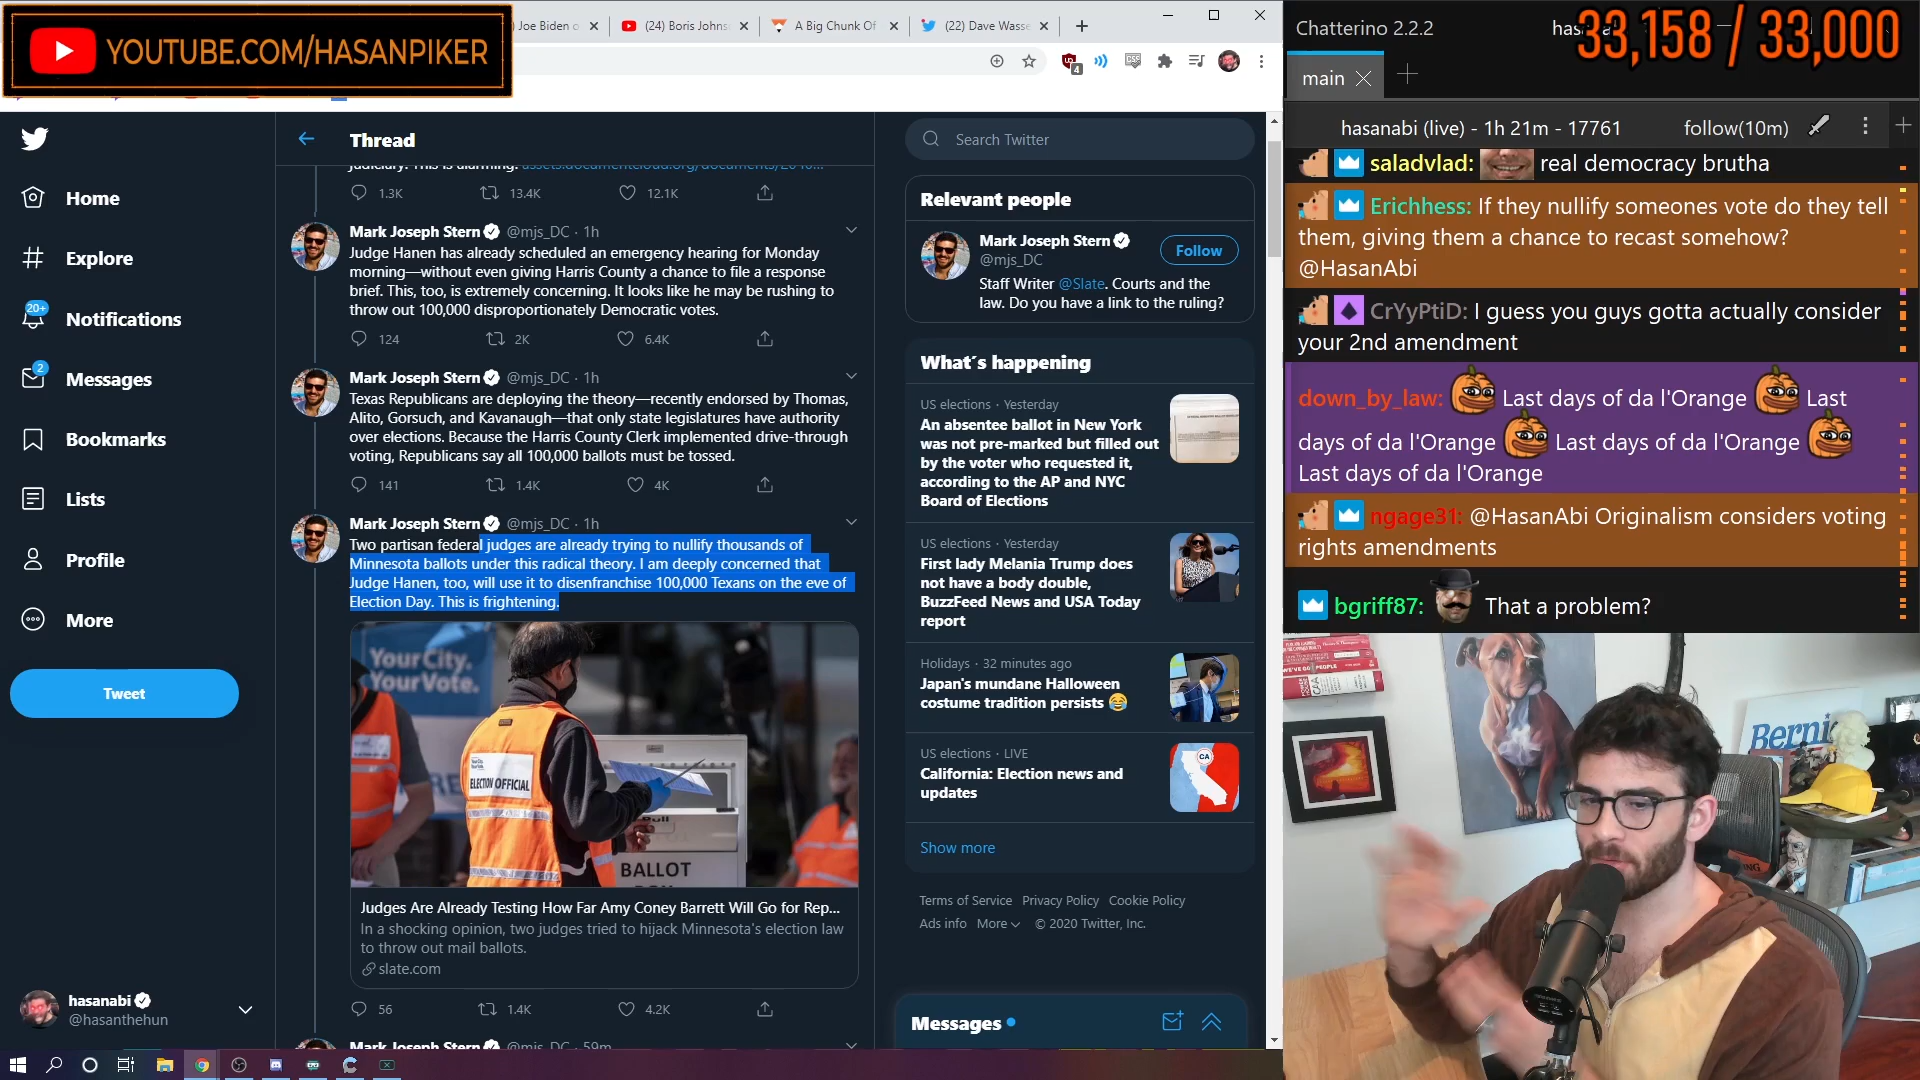 YOUTUBE.COM/HASANPIKER
Joe Biden o
(24) Boris Johns
A Big Chunk Of
(22) Dave Wasse
4
Home
Explore
20+
Notifications
2
Messages
Bookmarks
Lists
Profile
More
Tweet
hasanabi
@hasanthehun
Thread
judiciary. This is alarming. assets.documentcloud.org/documents/2040...
1.3K 13.4K 12.1K
Mark Joseph Stern @mjs_DC · 1h
Judge Hanen has already scheduled an emergency hearing for Monday
morning—without even giving Harris County a chance to file a response
brief. This, too, is extremely concerning. It looks like he may be rushing to
throw out 100,000 disproportionately Democratic votes.
124 2K 6.4K
Mark Joseph Stern @mjs_DC · 1h
Texas Republicans are deploying the theory—recently endorsed by Thomas,
Alito, Gorsuch, and Kavanaugh—that only state legislatures have authority
over elections. Because the Harris County Clerk implemented drive-through
voting, Republicans say all 100,000 ballots must be tossed.
141 1.4K 4K
Mark Joseph Stern @mjs_DC · 1h
Two partisan federal judges are already trying to nullify thousands of
Minnesota ballots under this radical theory. I am deeply concerned that
Judge Hanen, too, will use it to disenfranchise 100,000 Texans on the eve of
Election Day. This is frightening.
Your City.
Your Vote.
ELECTION OFFICIAL
BALLOT
Judges Are Already Testing How Far Amy Coney Barrett Will Go for Rep...
In a shocking opinion, two judges tried to hijack Minnesota's election law
to throw out mail ballots.
slate.com
56 1.4K 4.2K
Mark Joseph Stern @mjs_DC · 59m
Search Twitter
Relevant people
Mark Joseph Stern
@mjs_DC
Follow
Staff Writer @Slate. Courts and the
law. Do you have a link to the ruling?
What's happening
US elections · Yesterday
An absentee ballot in New York
was not pre-marked but filled out
by the voter who requested it,
according to the AP and NYC
Board of Elections
US elections · Yesterday
First lady Melania Trump does
not have a body double,
BuzzFeed News and USA Today
report
Holidays · 32 minutes ago
Japan's mundane Halloween
costume tradition persists
US elections · LIVE
California: Election news and
updates
CA
Show more
Terms of Service Privacy Policy Cookie Policy
Ads info More © 2020 Twitter, Inc.
Messages
Chatterino 2.2.2
33,158 / 33,000
main
hasanabi (live) - 1h 21m - 17761 follow(10m)
saladvlad: real democracy brutha
Erichhess: If they nullify someones vote do they tell
them, giving them a chance to recast somehow?
@HasanAbi
CrYyPtiD: I guess you guys gotta actually consider
your 2nd amendment
down_by_law: Last days of da l'Orange Last
days of da l'Orange Last days of da l'Orange
Last days of da l'Orange
ngage31: @HasanAbi Originalism considers voting
rights amendments
bgriff87: That a problem?
Bernie